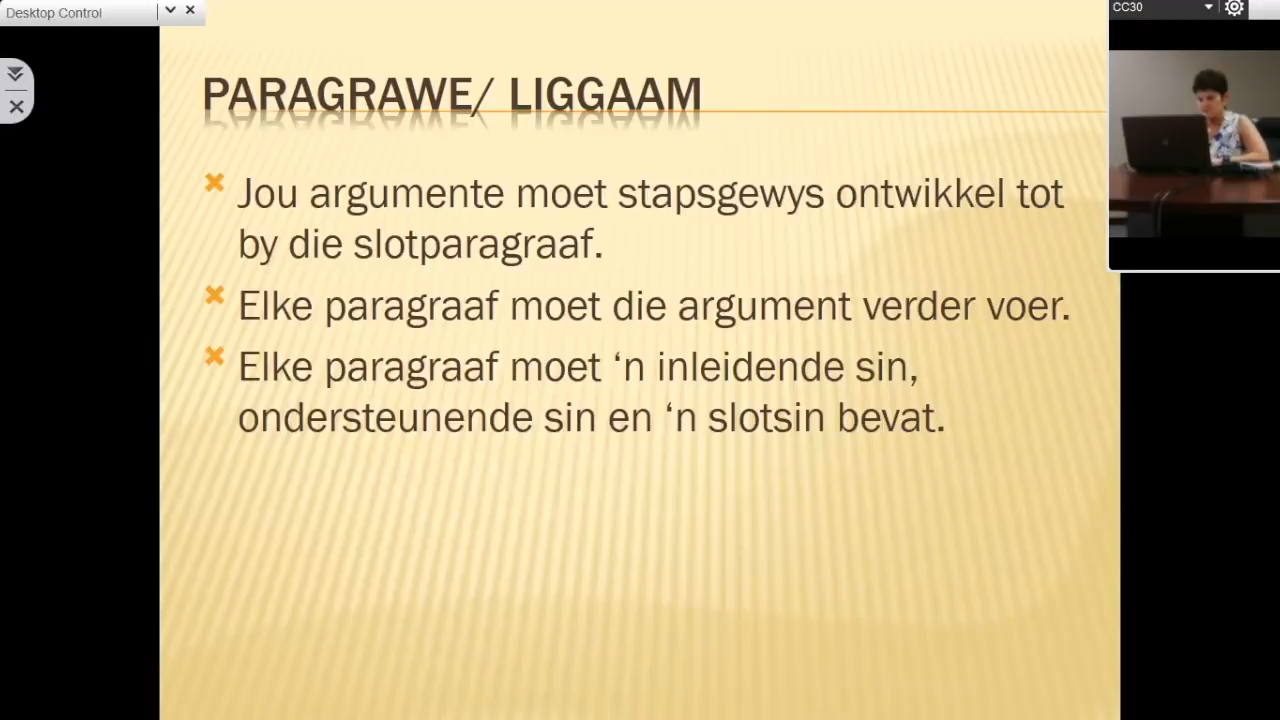 Desktop Control
CC30
PARAGRAWE/ LIGGAAM
Jou argumente moet stapsgewys ontwikkel tot
by die slotparagraaf.
Elke paragraaf moet die argument verder voer.
Elke paragraaf moet ‘n inleidende sin,
ondersteunende sin en ‘n slotsin bevat.